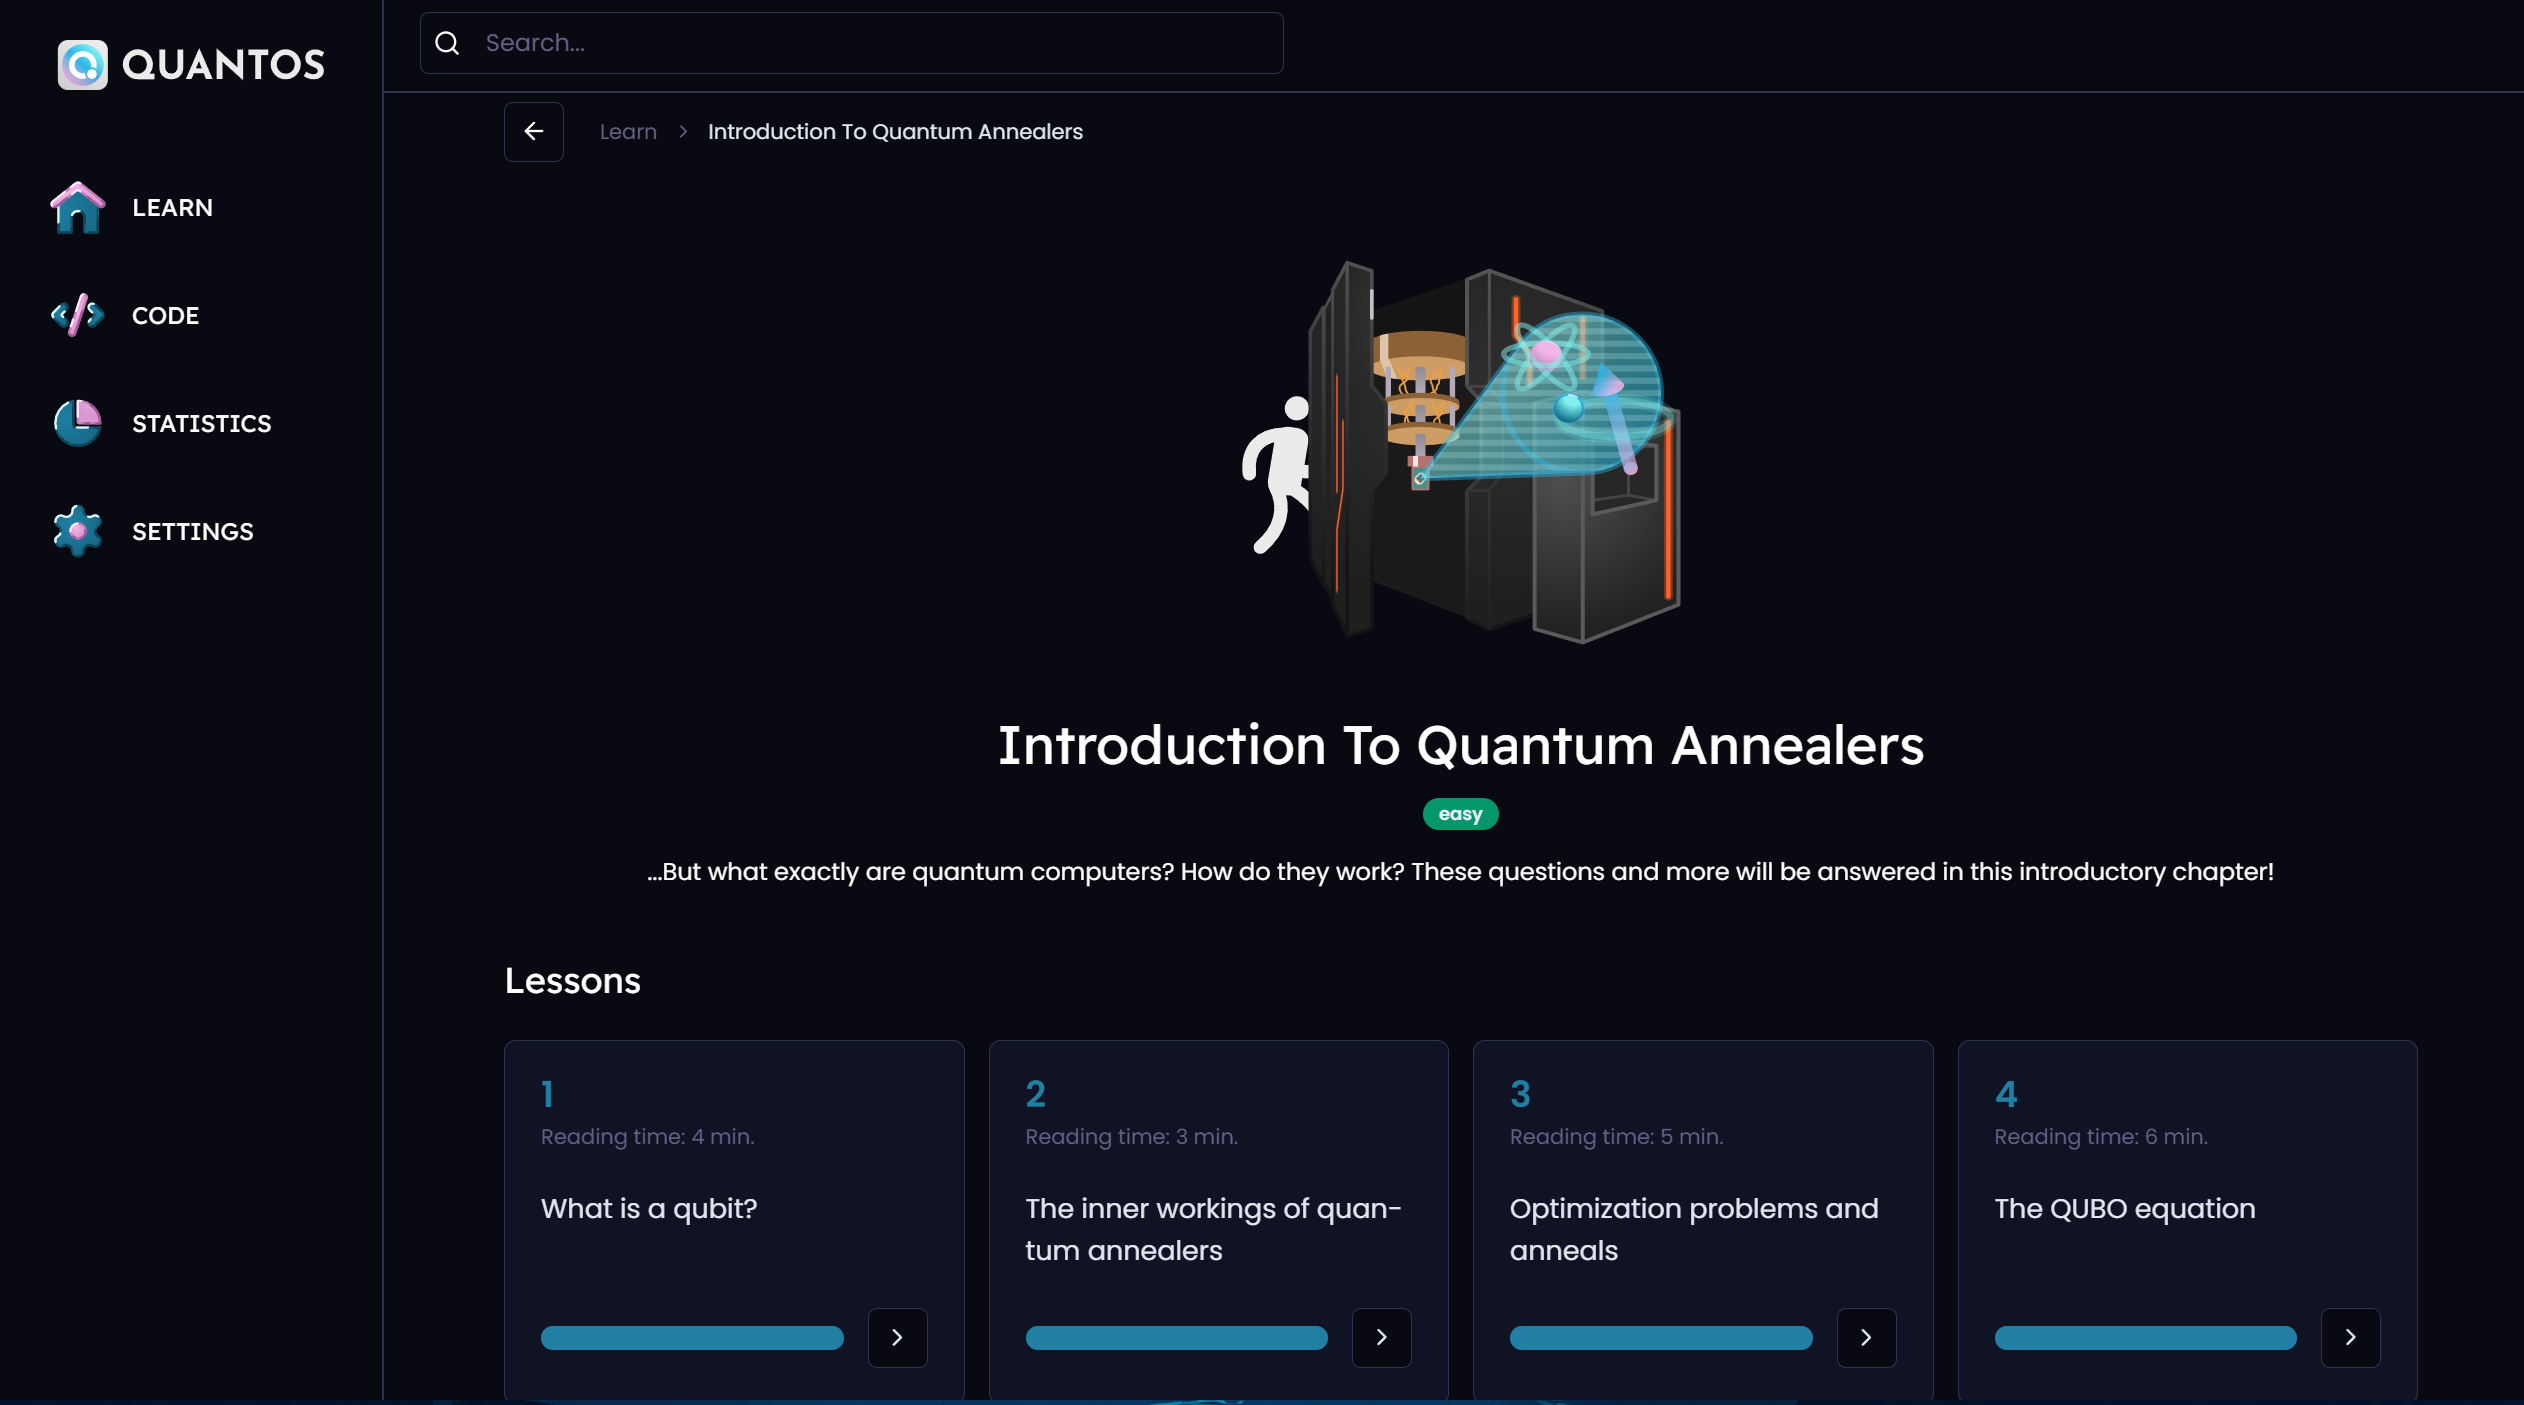 QUANTOS
Search...
LEARN
CODE
STATISTICS
SETTINGS
Learn > Introduction To Quantum Annealers
Introduction To Quantum Annealers
easy
...But what exactly are quantum computers? How do they work? These questions and more will be answered in this introductory chapter!
Lessons
1
Reading time: 4 min.
What is a qubit?
2
Reading time: 3 min.
The inner workings of quan-
tum annealers
3
Reading time: 5 min.
Optimization problems and
anneals
4
Reading time: 6 min.
The QUBO equation